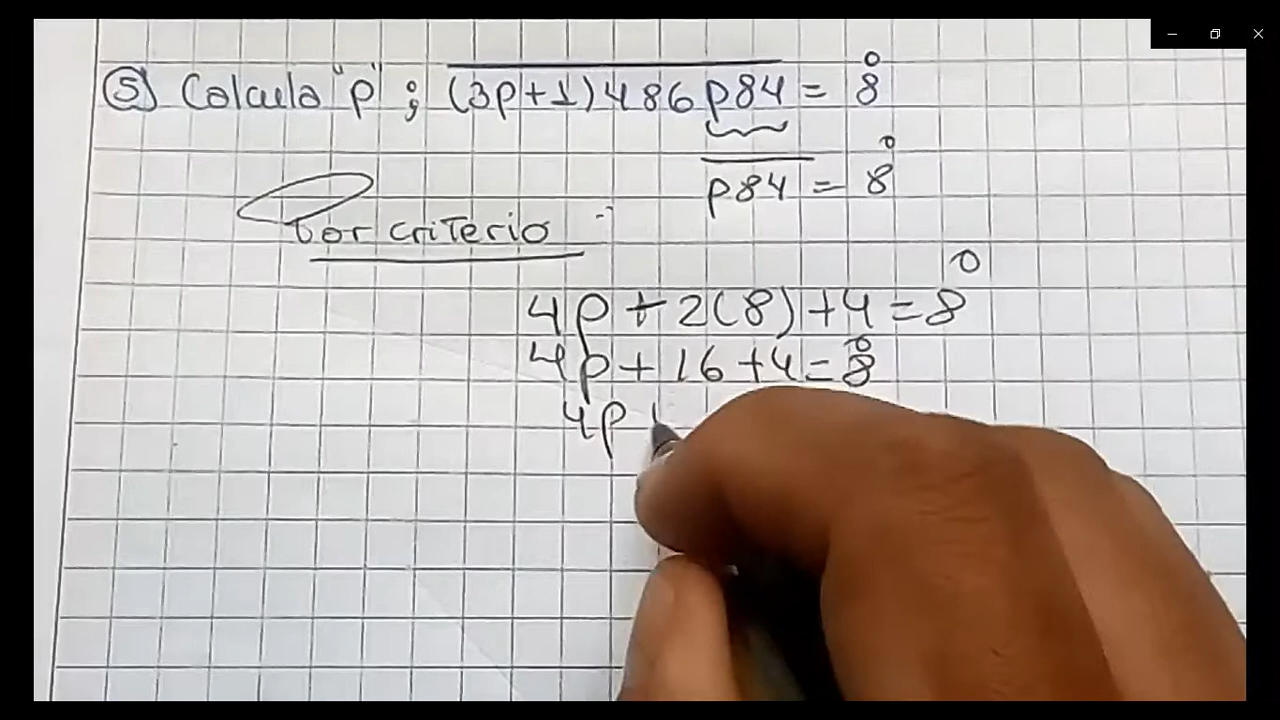 ⑤ Calcula "p" ; (3p+1)486p84 = 8°
p84 = 8°
Por criterio :
4p + 2(8) + 4 = 8°
4p + 16 + 4 = 8°
4p